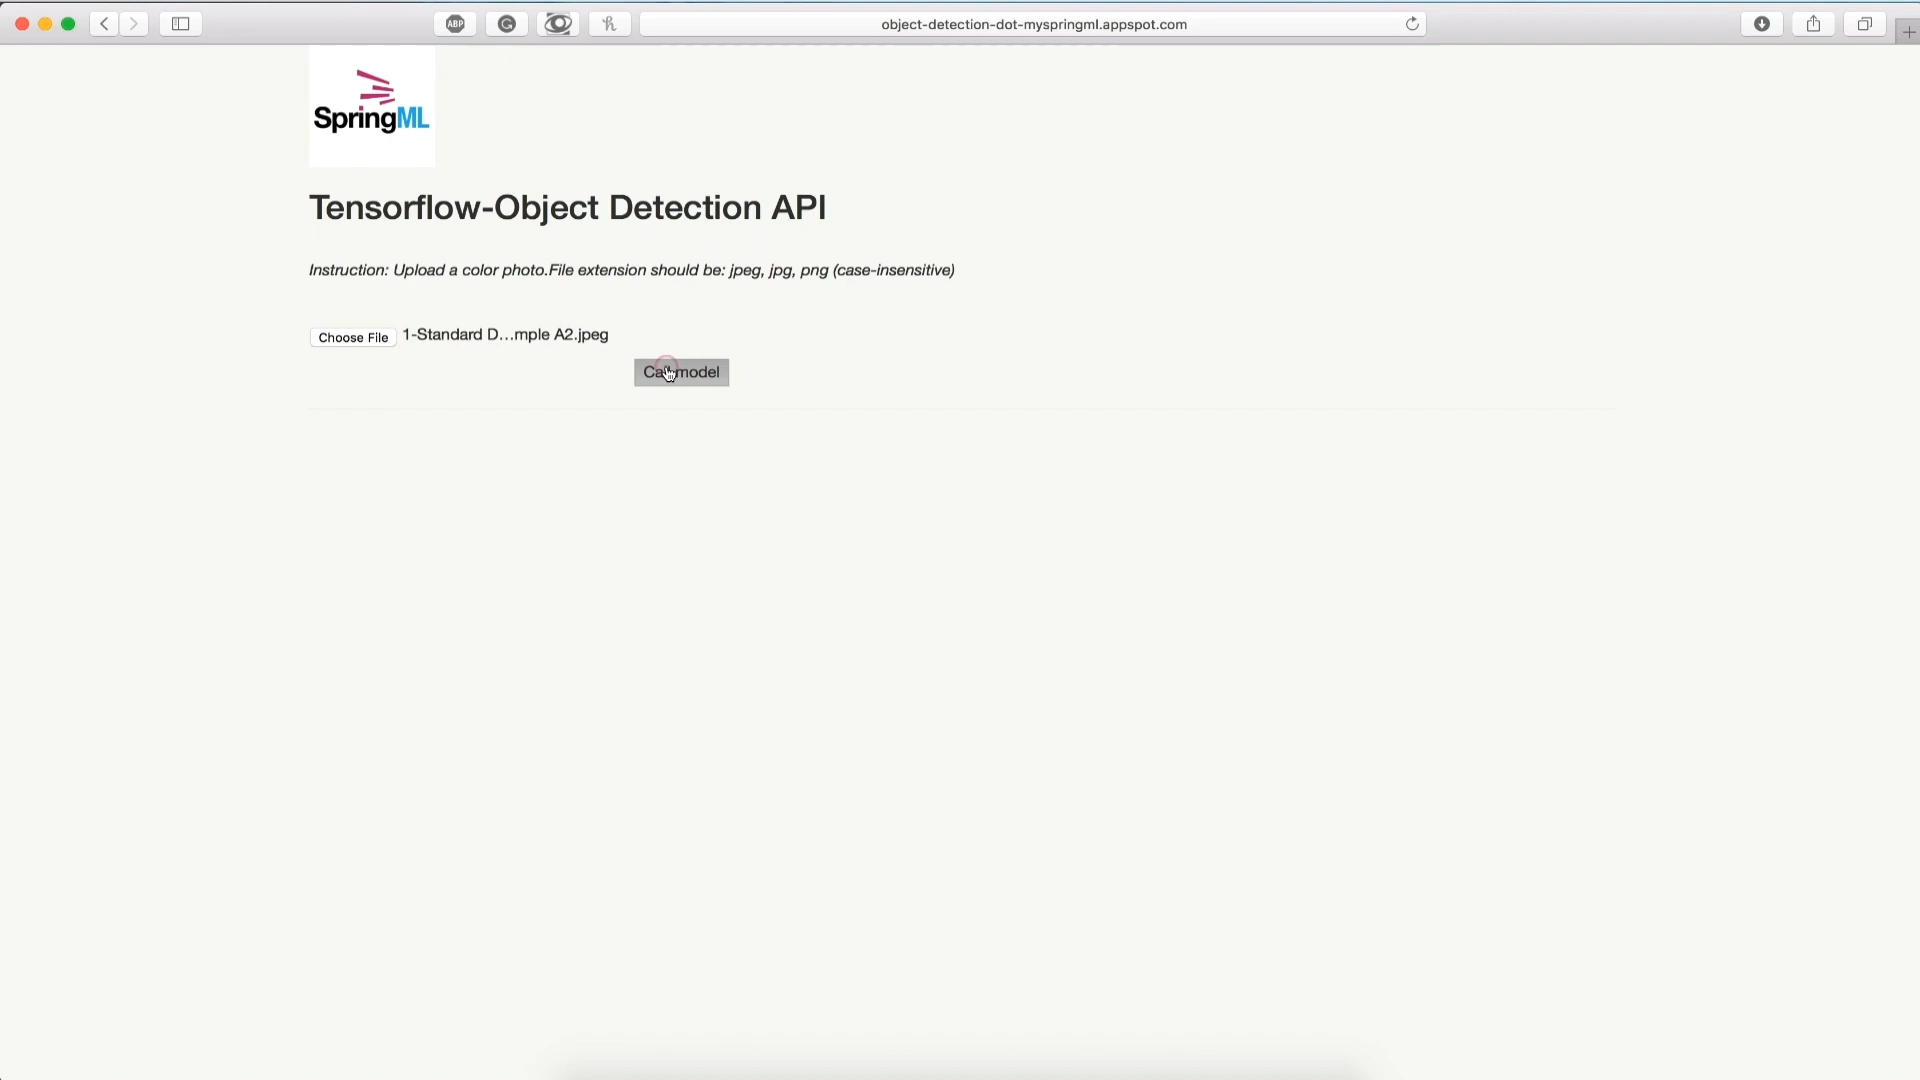 ABP
object-detection-dot-myspringml.appspot.com
SpringML
Tensorflow-Object Detection API
Instruction: Upload a color photo.File extension should be: jpeg, jpg, png (case-insensitive)
Choose File 1-Standard D...mple A2.jpeg
model